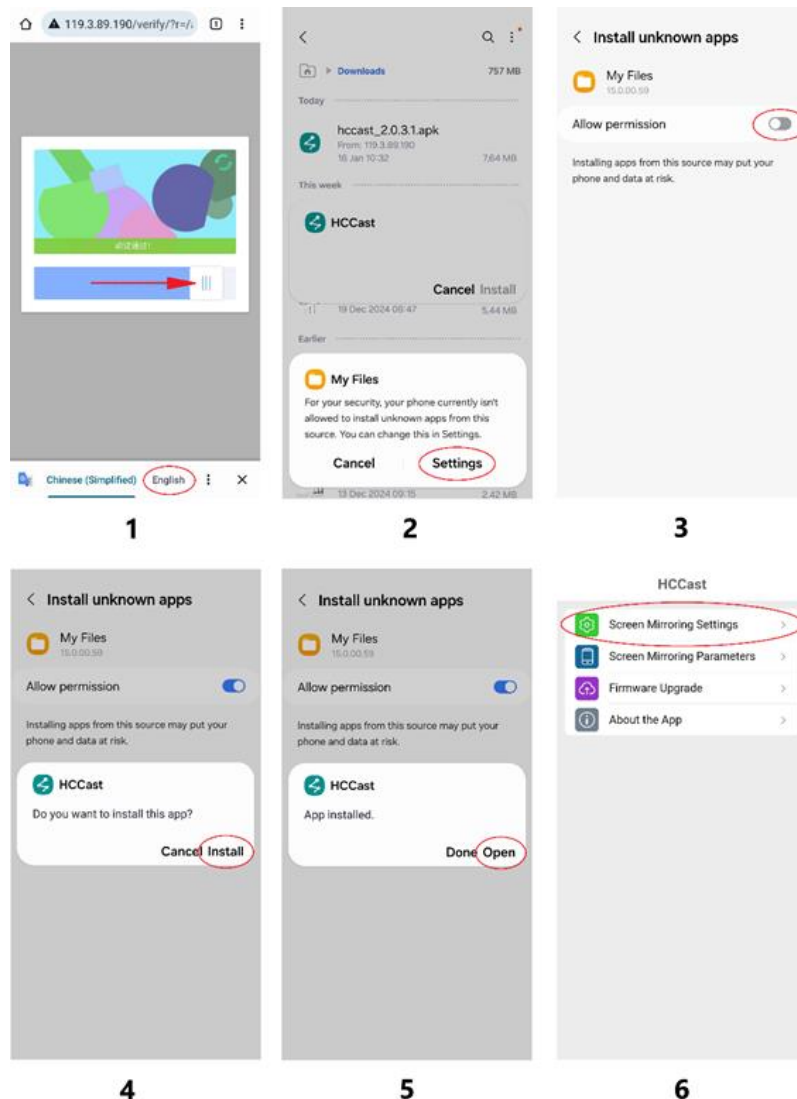 119.3.89.190/verify/?r=/
Chinese (Simplified) English
1
Downloads 757 MB
Today
hccast_2.0.3.1.apk
From: 119.3.89.190
16 Jan 10:32 7,64 MB
This week
HCCast
Cancel Install
19 Dec 2024 08:47 5,44 MB
Earlier
My Files
For your security, your phone currently isn't
allowed to install unknown apps from this
source. You can change this in Settings.
Cancel Settings
13 Dec 2024 09:15 2,42 MB
2
Install unknown apps
My Files
15.0.00.59
Allow permission
Installing apps from this source may put your
phone and data at risk.
3
Install unknown apps
My Files
15.0.00.59
Allow permission
Installing apps from this source may put your
phone and data at risk.
HCCast
Do you want to install this app?
Cancel Install
4
Install unknown apps
My Files
15.0.00.59
Allow permission
Installing apps from this source may put your
phone and data at risk.
HCCast
App installed.
Done Open
5
HCCast
Screen Mirroring Settings
Screen Mirroring Parameters
Firmware Upgrade
About the App
6